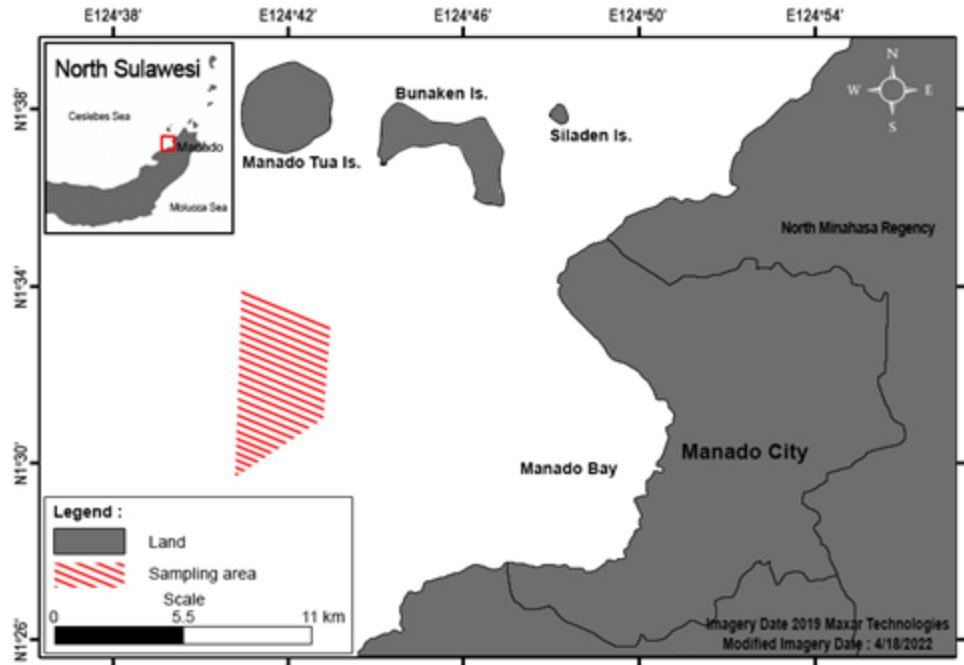 E124°38' E124°42' E124°46' E124°50' E124°54'
North Sulawesi
Ceslebes Sea
Manado
Molucca Sea
Manado Tua Is.
Bunaken Is.
Siladen Is.
N
W E
S
North Minahasa Regency
N1°38'
N1°34'
N1°30'
N1°26'
Manado Bay
Manado City
Legend :
Land
Sampling area
Scale
0 5.5 11 km
Imagery Date 2019 Maxar Technologies
Modified Imagery Date : 4/18/2022